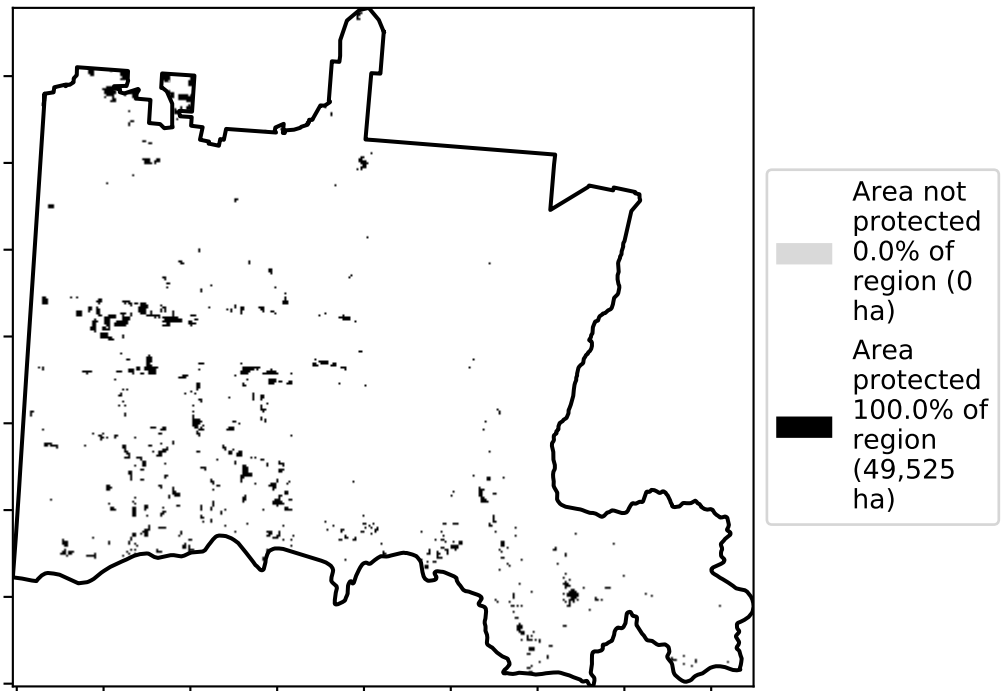 Area not
protected
0.0% of
region (0
ha)
Area
protected
100.0% of
region
(49,525
ha)